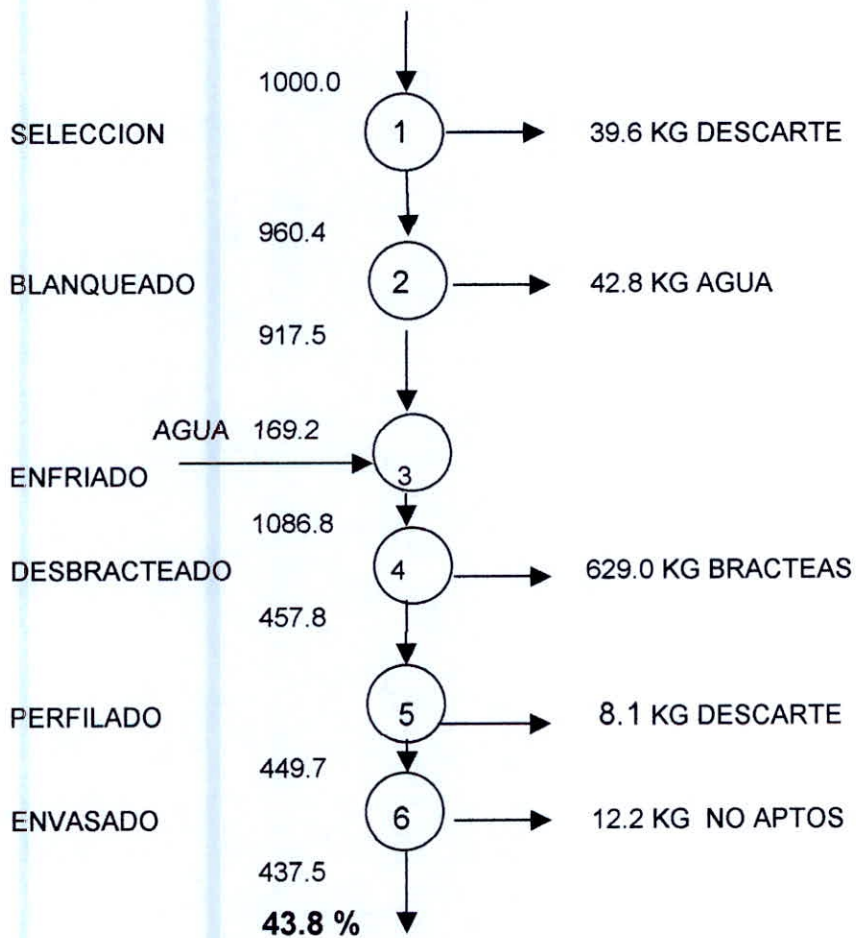 1000.0
SELECCION 1 39.6 KG DESCARTE
960.4
BLANQUEADO 2 42.8 KG AGUA
917.5
AGUA 169.2
ENFRIADO 3
1086.8
DESBRACTEADO 4 629.0 KG BRACTEAS
457.8
PERFILADO 5 8.1 KG DESCARTE
449.7
ENVASADO 6 12.2 KG NO APTOS
437.5
43.8 %